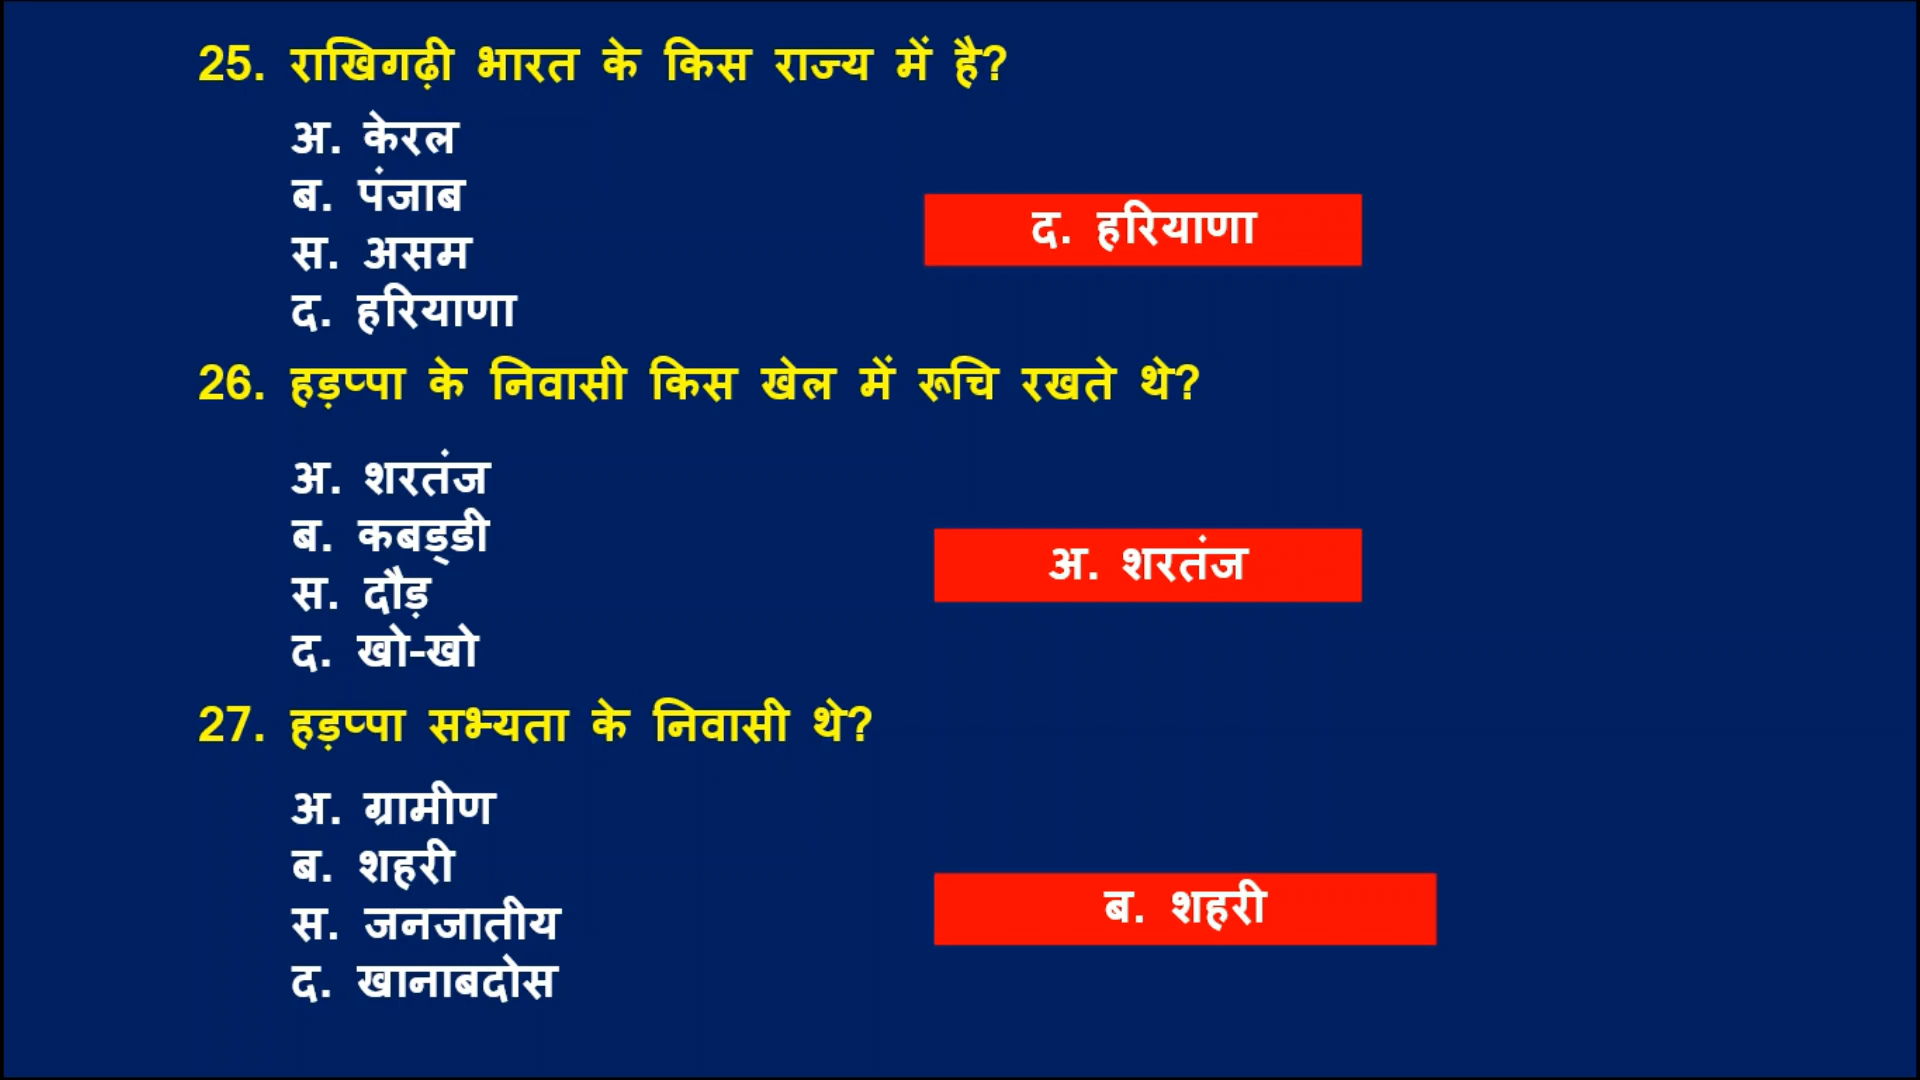 25. राखिगढ़ी भारत के किस राज्य में है?
अ. केरल
ब. पंजाब
स. असम
द. हरियाणा
द. हरियाणा
26. हड़प्पा के निवासी किस खेल में रूचि रखते थे?
अ. शरतंज
ब. कबड्डी
स. दौड़
द. खो-खो
अ. शरतंज
27. हड़प्पा सभ्यता के निवासी थे?
अ. ग्रामीण
ब. शहरी
स. जनजातीय
द. खानाबदोस
ब. शहरी